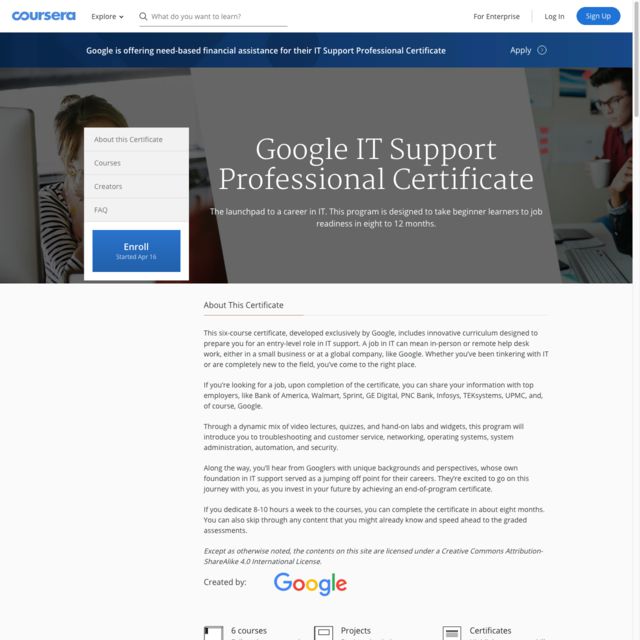 coursera
Explore
What do you want to learn?
For Enterprise
Log In
Sign Up
Google is offering need-based financial assistance for their IT Support Professional Certificate
Apply
About this Certificate
Courses
Creators
FAQ
Enroll
Started Apr 16
Google IT Support
Professional Certificate
The launchpad to a career in IT. This program is designed to take beginner learners to job
readiness in eight to 12 months.
About This Certificate
This six-course certificate, developed exclusively by Google, includes innovative curriculum designed to
prepare you for an entry-level role in IT support. A job in IT can mean in-person or remote help desk
work, either in a small business or at a global company, like Google. Whether you've been tinkering with IT
or are completely new to the field, you've come to the right place.
If you're looking for a job, upon completion of the certificate, you can share your information with top
employers, like Bank of America, Walmart, Sprint, GE Digital, PNC Bank, Infosys, TEKsystems, UPMC, and,
of course, Google.
Through a dynamic mix of video lectures, quizzes, and hands-on labs and widgets, this program will
introduce you to troubleshooting and customer service, networking, operating systems, system
administration, automation, and security.
Along the way, you'll hear from Googlers with unique backgrounds and perspectives, whose own
foundation in IT support served as a jumping off point for their careers. They're excited to go on this
journey with you, as you invest in your future by achieving an end-of-program certificate.
If you dedicate 8-10 hours a week to the courses, you can complete the certificate in about eight months.
You can also skip through any content that you might already know and speed ahead to the graded
assessments.
Except as otherwise noted, the contents on this site are licensed under a Creative Commons Attribution-
ShareAlike 4.0 International License.
Created by:
Google
6 courses
Projects
Certificates